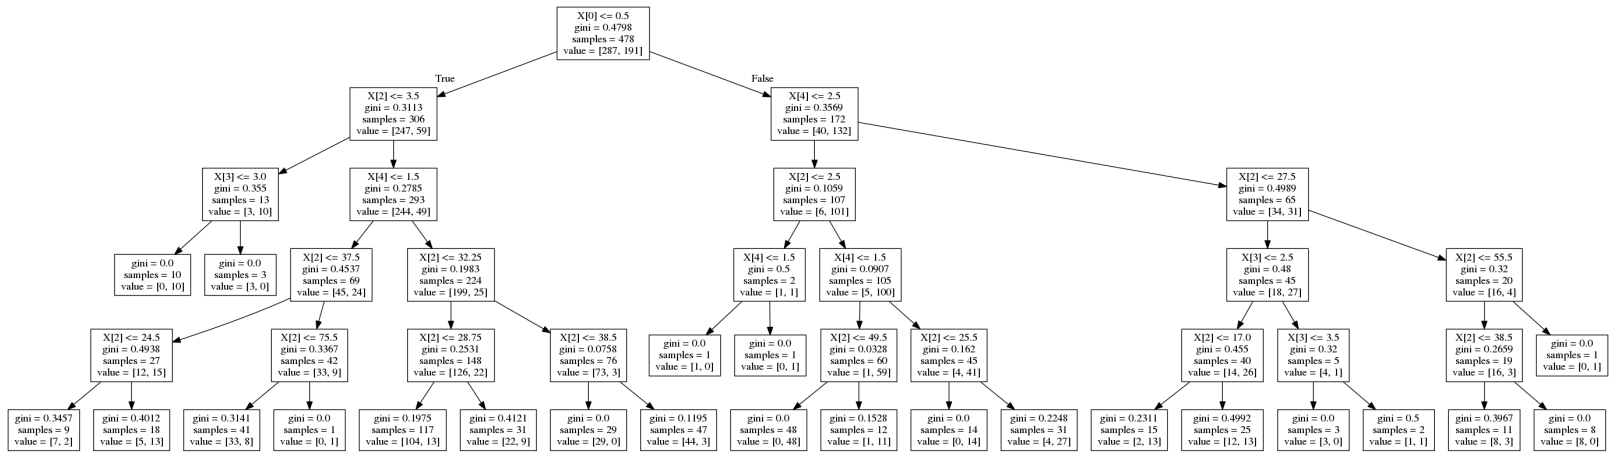 X[0] <= 0.5
gini = 0.4798
samples = 478
value = [287, 191]
True
False
X[2] <= 3.5
gini = 0.3113
samples = 306
value = [247, 59]
X[4] <= 2.5
gini = 0.3569
samples = 172
value = [40, 132]
X[3] <= 3.0
gini = 0.355
samples = 13
value = [3, 10]
X[4] <= 1.5
gini = 0.2785
samples = 293
value = [244, 49]
X[2] <= 2.5
gini = 0.1059
samples = 107
value = [6, 101]
X[2] <= 27.5
gini = 0.4989
samples = 65
value = [34, 31]
gini = 0.0
samples = 10
value = [0, 10]
gini = 0.0
samples = 3
value = [3, 0]
X[2] <= 37.5
gini = 0.4537
samples = 69
value = [45, 24]
X[2] <= 32.25
gini = 0.1983
samples = 224
value = [199, 25]
X[4] <= 1.5
gini = 0.5
samples = 2
value = [1, 1]
X[4] <= 1.5
gini = 0.0907
samples = 105
value = [5, 100]
X[3] <= 2.5
gini = 0.48
samples = 45
value = [18, 27]
X[2] <= 55.5
gini = 0.32
samples = 20
value = [16, 4]
X[2] <= 24.5
gini = 0.4938
samples = 27
value = [12, 15]
X[2] <= 75.5
gini = 0.3367
samples = 42
value = [33, 9]
X[2] <= 28.75
gini = 0.2531
samples = 148
value = [126, 22]
X[2] <= 38.5
gini = 0.0758
samples = 76
value = [73, 3]
gini = 0.0
samples = 1
value = [1, 0]
gini = 0.0
samples = 1
value = [0, 1]
X[2] <= 49.5
gini = 0.0328
samples = 60
value = [1, 59]
X[2] <= 25.5
gini = 0.162
samples = 45
value = [4, 41]
X[2] <= 17.0
gini = 0.455
samples = 40
value = [14, 26]
X[3] <= 3.5
gini = 0.32
samples = 5
value = [4, 1]
X[2] <= 38.5
gini = 0.2659
samples = 19
value = [16, 3]
gini = 0.0
samples = 1
value = [0, 1]
gini = 0.3457
samples = 9
value = [7, 2]
gini = 0.4012
samples = 18
value = [5, 13]
gini = 0.3141
samples = 41
value = [33, 8]
gini = 0.0
samples = 1
value = [0, 1]
gini = 0.1975
samples = 117
value = [104, 13]
gini = 0.4121
samples = 31
value = [22, 9]
gini = 0.0
samples = 29
value = [29, 0]
gini = 0.1195
samples = 47
value = [44, 3]
gini = 0.0
samples = 48
value = [0, 48]
gini = 0.1528
samples = 12
value = [1, 11]
gini = 0.0
samples = 14
value = [0, 14]
gini = 0.2248
samples = 31
value = [4, 27]
gini = 0.2311
samples = 15
value = [2, 13]
gini = 0.4992
samples = 25
value = [12, 13]
gini = 0.0
samples = 3
value = [3, 0]
gini = 0.5
samples = 2
value = [1, 1]
gini = 0.3967
samples = 11
value = [8, 3]
gini = 0.0
samples = 8
value = [8, 0]